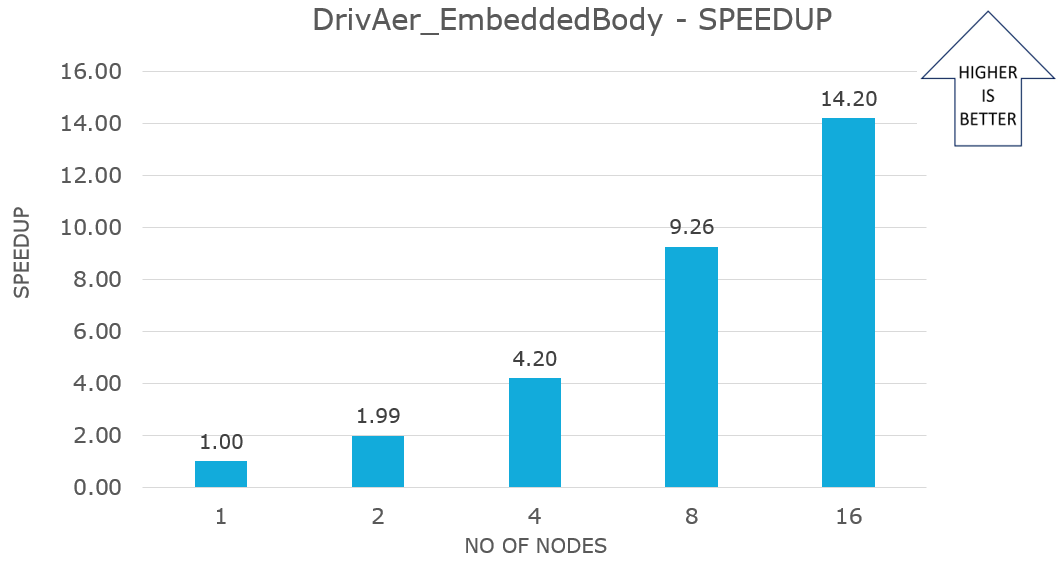 DrivAer_EmbeddedBody - SPEEDUP
HIGHER
IS
BETTER
16.00
14.00
12.00
10.00
8.00
6.00
4.00
2.00
0.00
SPEEDUP
1.00
1.99
4.20
9.26
14.20
1 2 4 8 16
NO OF NODES